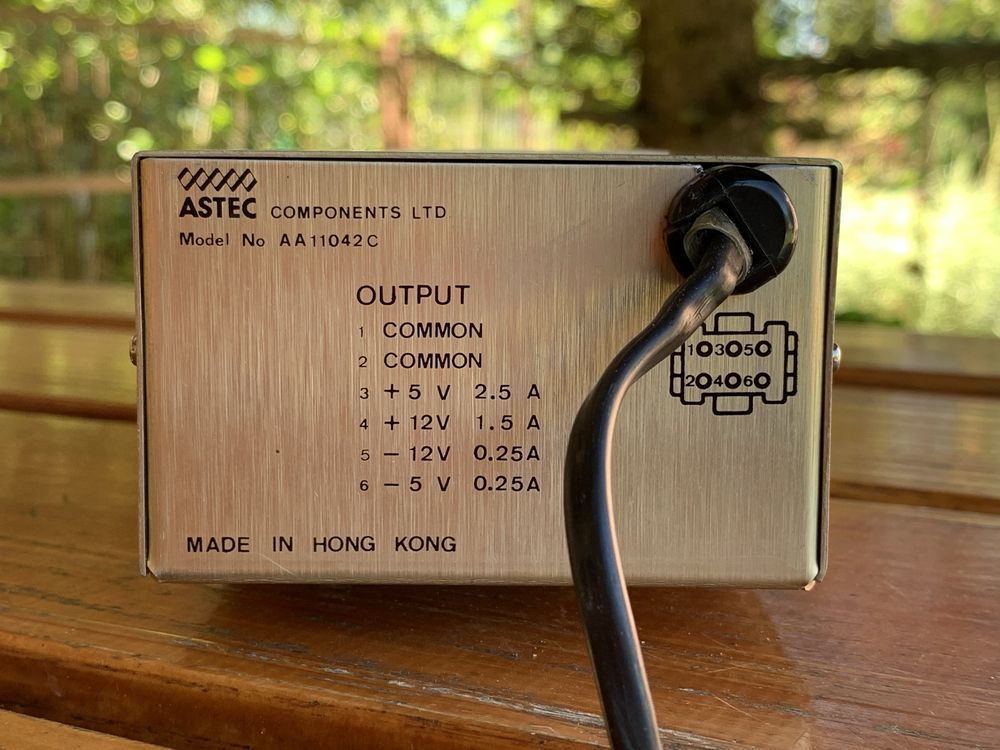 ASTEC COMPONENTS LTD
Model No AA11042C
OUTPUT
1 COMMON
2 COMMON
3 +5 V 2.5 A
4 +12V 1.5 A
5 -12V 0.25A
6 -5 V 0.25A
1 3 5
2 4 6
MADE IN HONG KONG